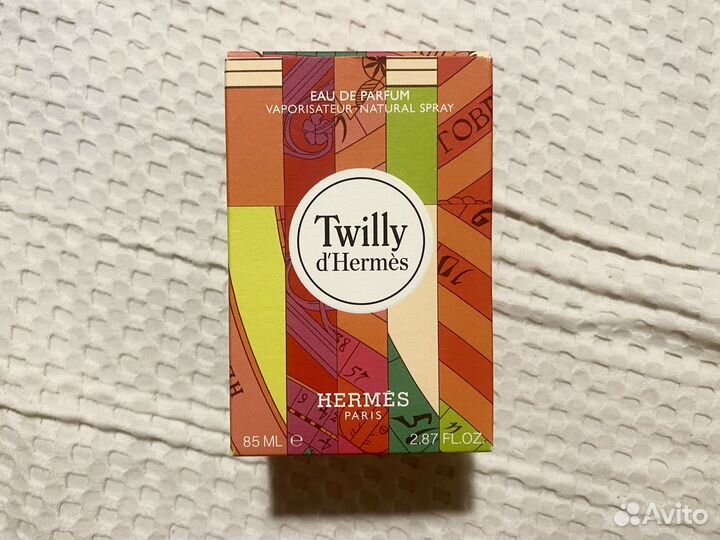 EAU DE PARFUM
VAPORISATEUR-NATURAL SPRAY
Twilly
d'Hermès
HERMÈS
PARIS
85 ML ℮
2.87 FL.OZ.
Avito